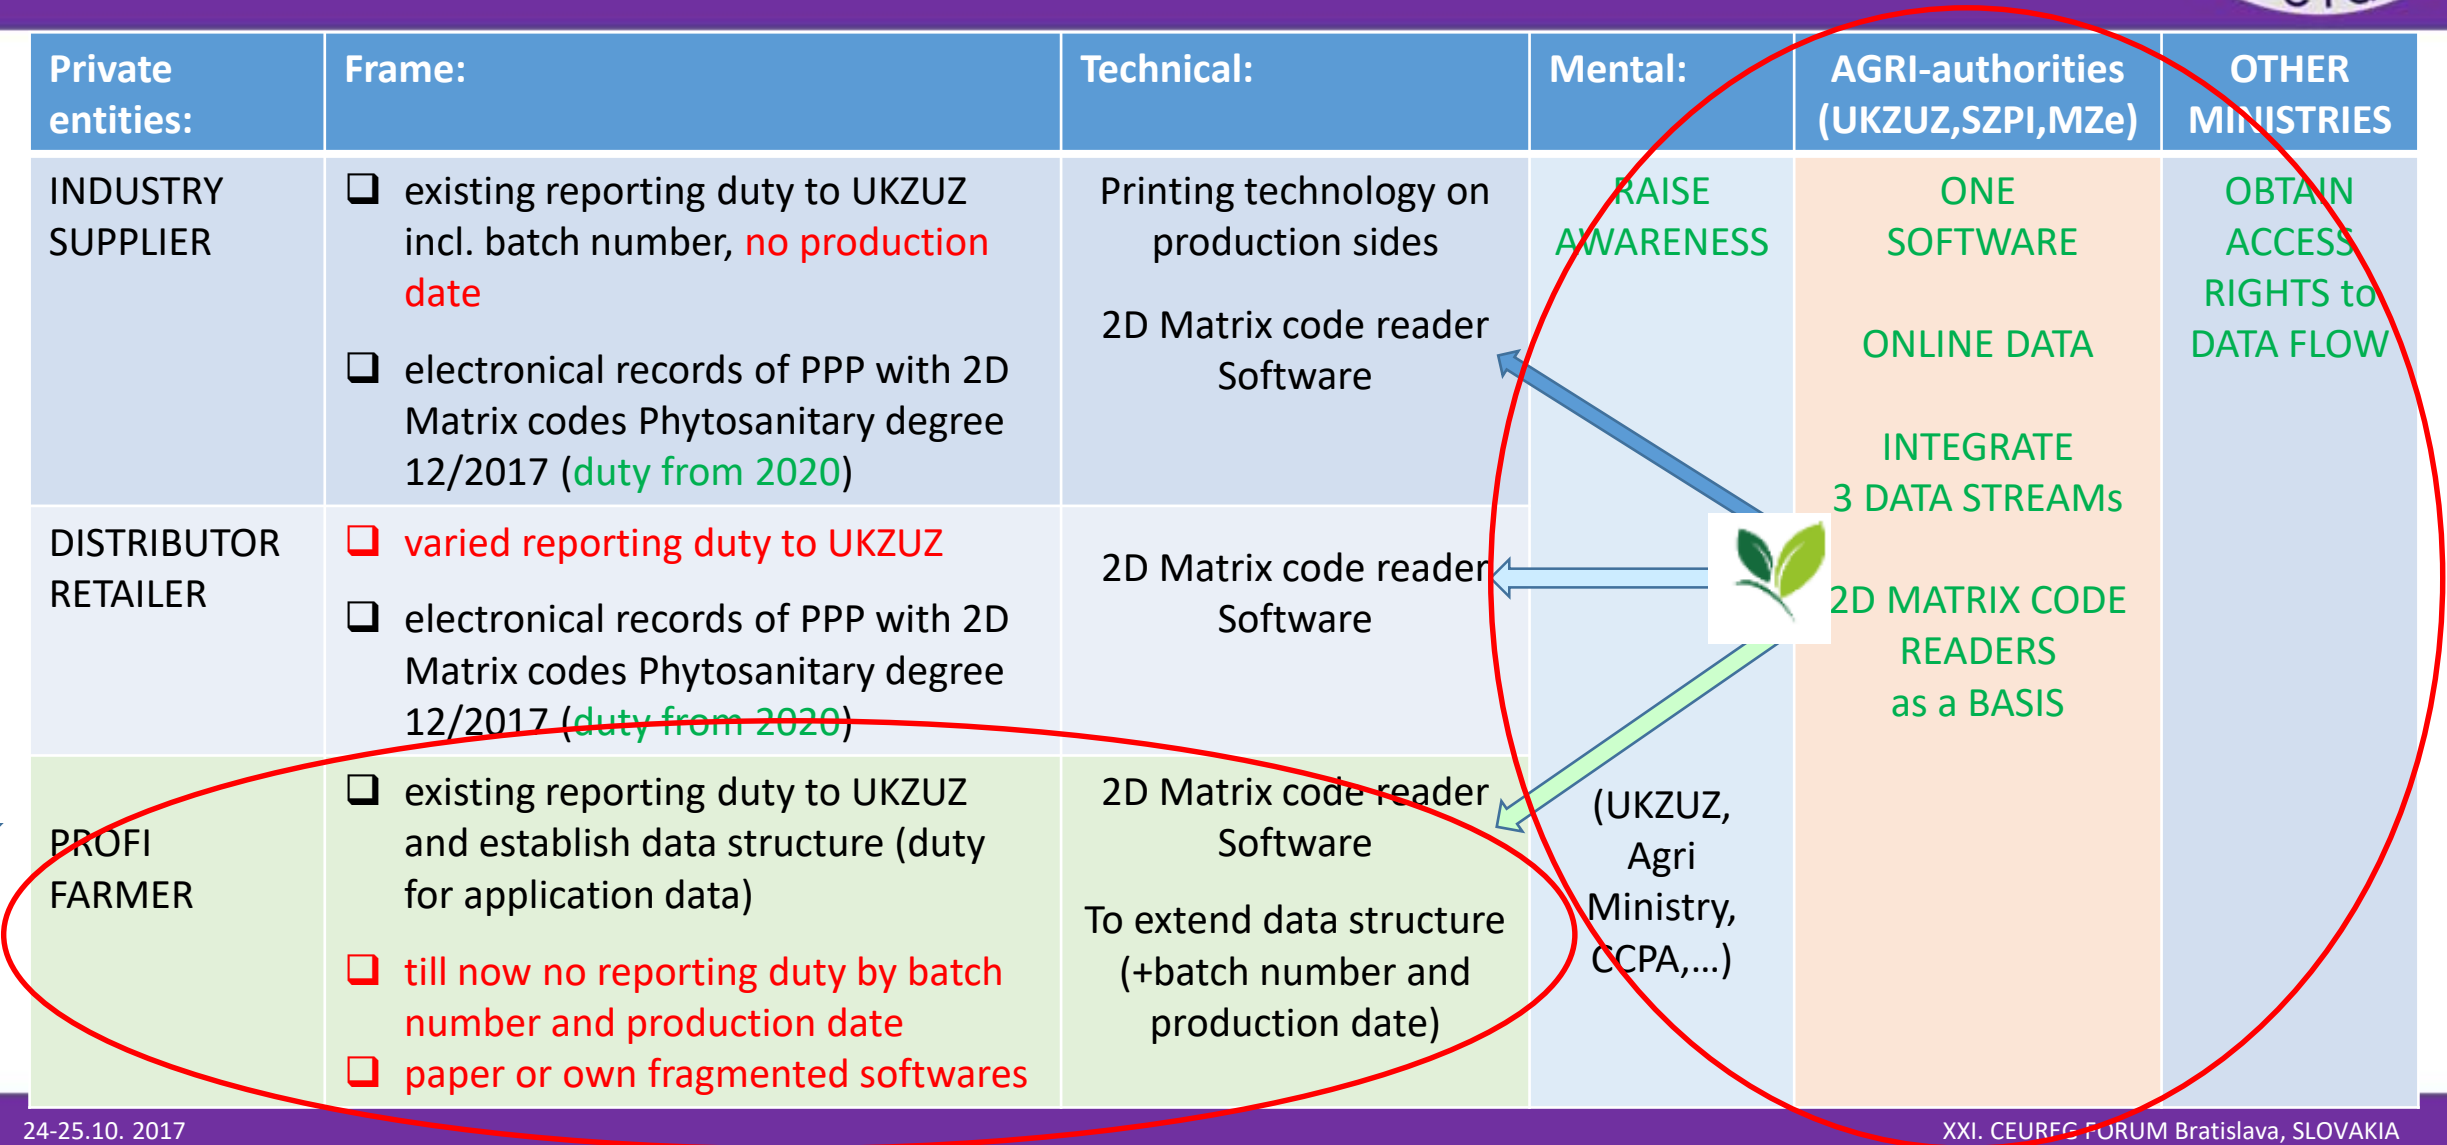 Private
entities:
Frame:
Technical:
Mental:
AGRI-authorities
(UKZUZ,SZPI,MZe)
OTHER
MINISTRIES
INDUSTRY
SUPPLIER
❑ existing reporting duty to UKZUZ
incl. batch number, no production
date
❑ electronical records of PPP with 2D
Matrix codes Phytosanitary degree
12/2017 (duty from 2020)
Printing technology on
production sides
2D Matrix code reader
Software
RAISE
AWARENESS
ONE
SOFTWARE
ONLINE DATA
INTEGRATE
3 DATA STREAMs
2D MATRIX CODE
READERS
as a BASIS
OBTAIN
ACCESS
RIGHTS to
DATA FLOW
DISTRIBUTOR
RETAILER
❑ varied reporting duty to UKZUZ
❑ electronical records of PPP with 2D
Matrix codes Phytosanitary degree
12/2017 (duty from 2020)
2D Matrix code reader
Software
PROFI
FARMER
❑ existing reporting duty to UKZUZ
and establish data structure (duty
for application data)
❑ till now no reporting duty by batch
number and production date
❑ paper or own fragmented softwares
2D Matrix code reader
Software
To extend data structure
(+batch number and
production date)
(UKZUZ,
Agri
Ministry,
CCPA,...)
24-25.10. 2017
XXI. CEUREG FORUM Bratislava, SLOVAKIA